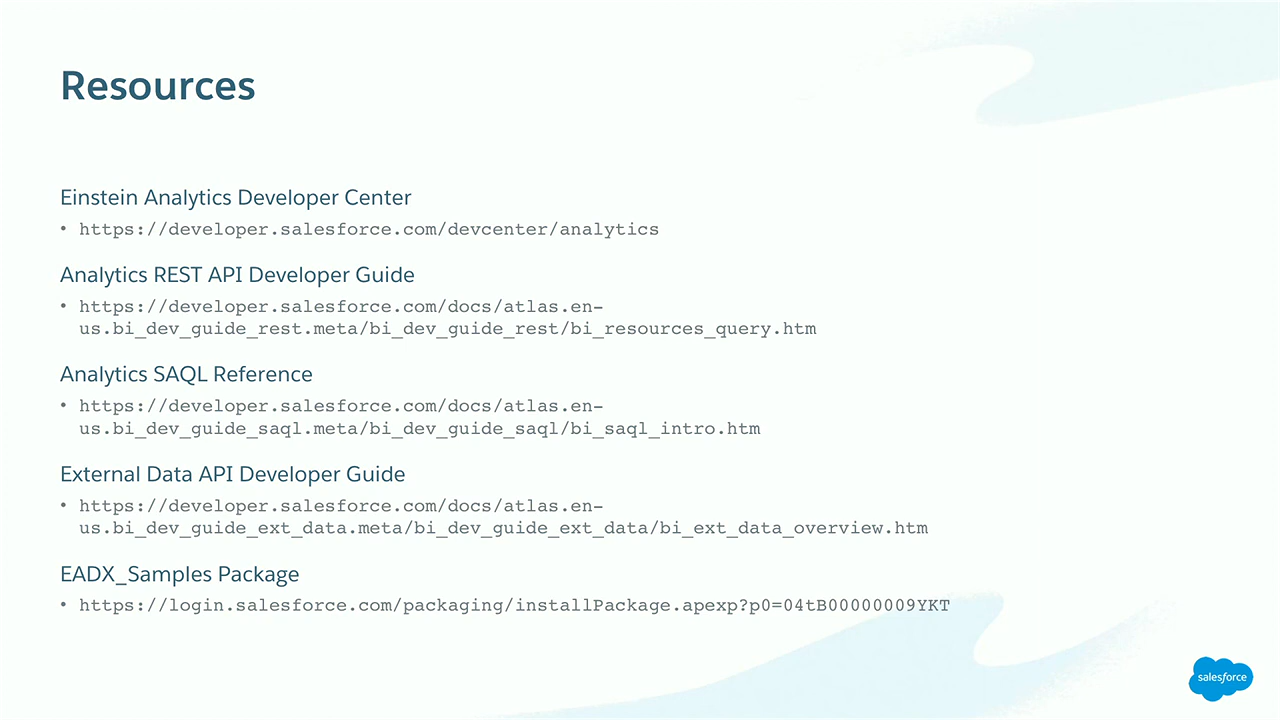 Resources
Einstein Analytics Developer Center
• https://developer.salesforce.com/devcenter/analytics
Analytics REST API Developer Guide
• https://developer.salesforce.com/docs/atlas.en-
us.bi_dev_guide_rest.meta/bi_dev_guide_rest/bi_resources_query.htm
Analytics SAQL Reference
• https://developer.salesforce.com/docs/atlas.en-
us.bi_dev_guide_saql.meta/bi_dev_guide_saql/bi_saql_intro.htm
External Data API Developer Guide
• https://developer.salesforce.com/docs/atlas.en-
us.bi_dev_guide_ext_data.meta/bi_dev_guide_ext_data/bi_ext_data_overview.htm
EADX_Samples Package
• https://login.salesforce.com/packaging/installPackage.apexp?p0=04tB00000009YKT
salesforce